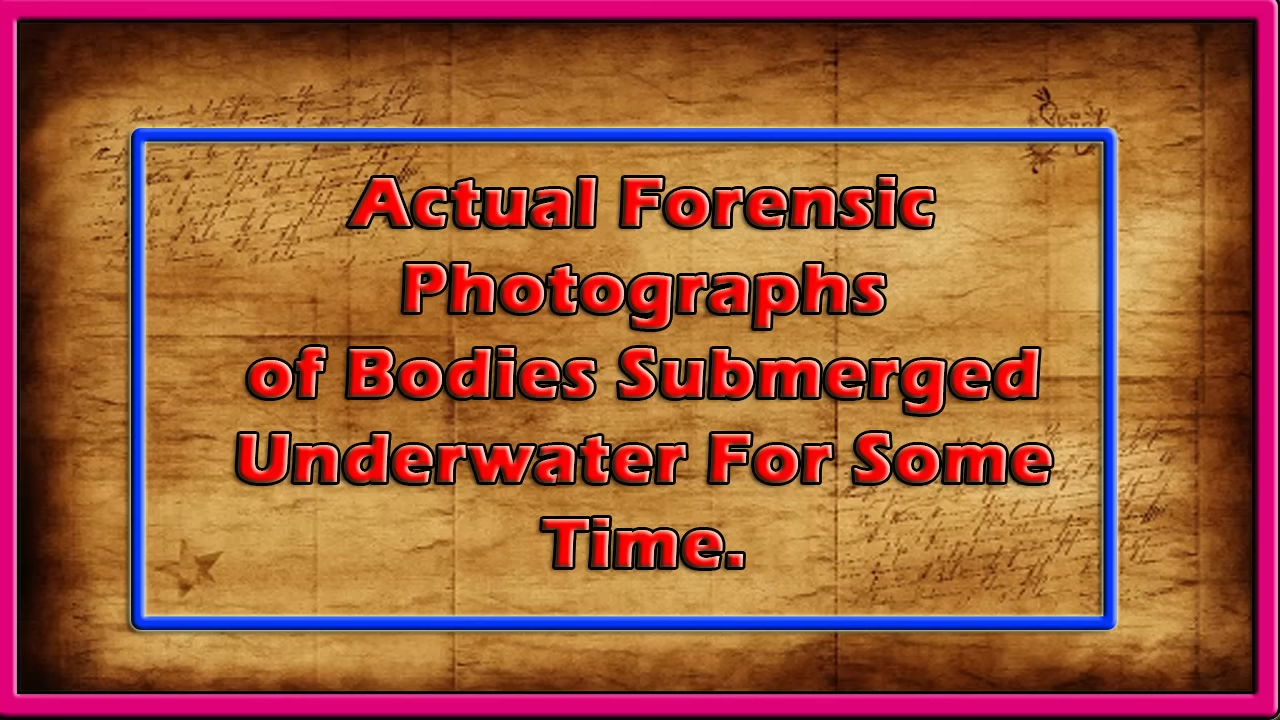 Actual Forensic
Photographs
of Bodies Submerged
Underwater For Some
Time.